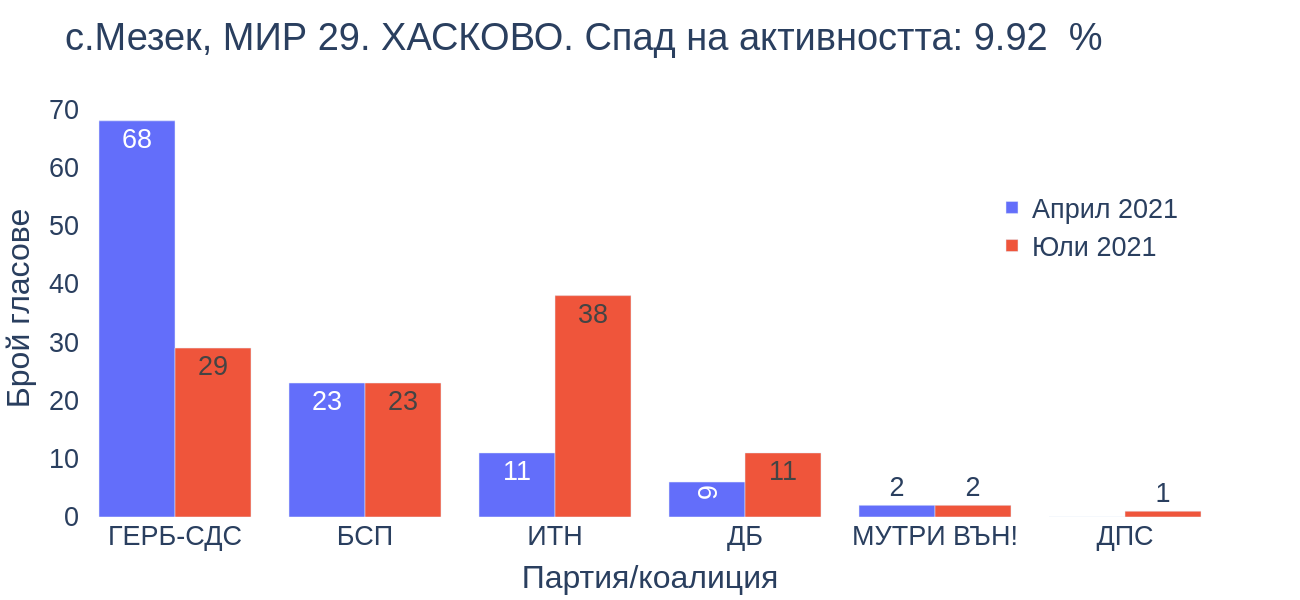 с.Мезек, МИР 29. ХАСКОВО. Спад на активността: 9.92 %
Брой гласове
70
60
50
40
30
20
10
0
68
29
23
23
11
38
6
11
2
2
1
Април 2021
Юли 2021
ГЕРБ-СДС
БСП
ИТН
ДБ
МУТРИ ВЪН!
ДПС
Партия/коалиция